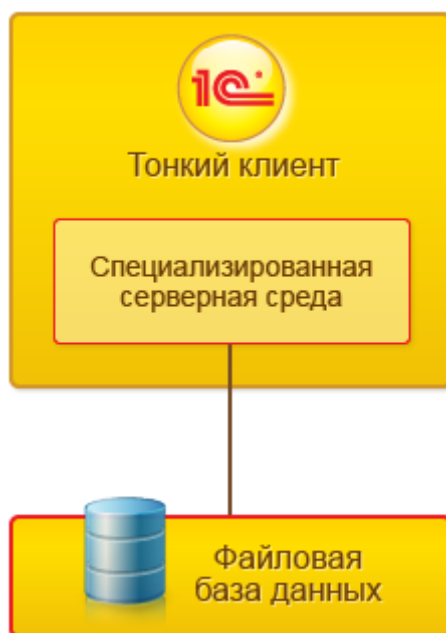 1С
Тонкий клиент
Специализированная
серверная среда
Файловая
база данных